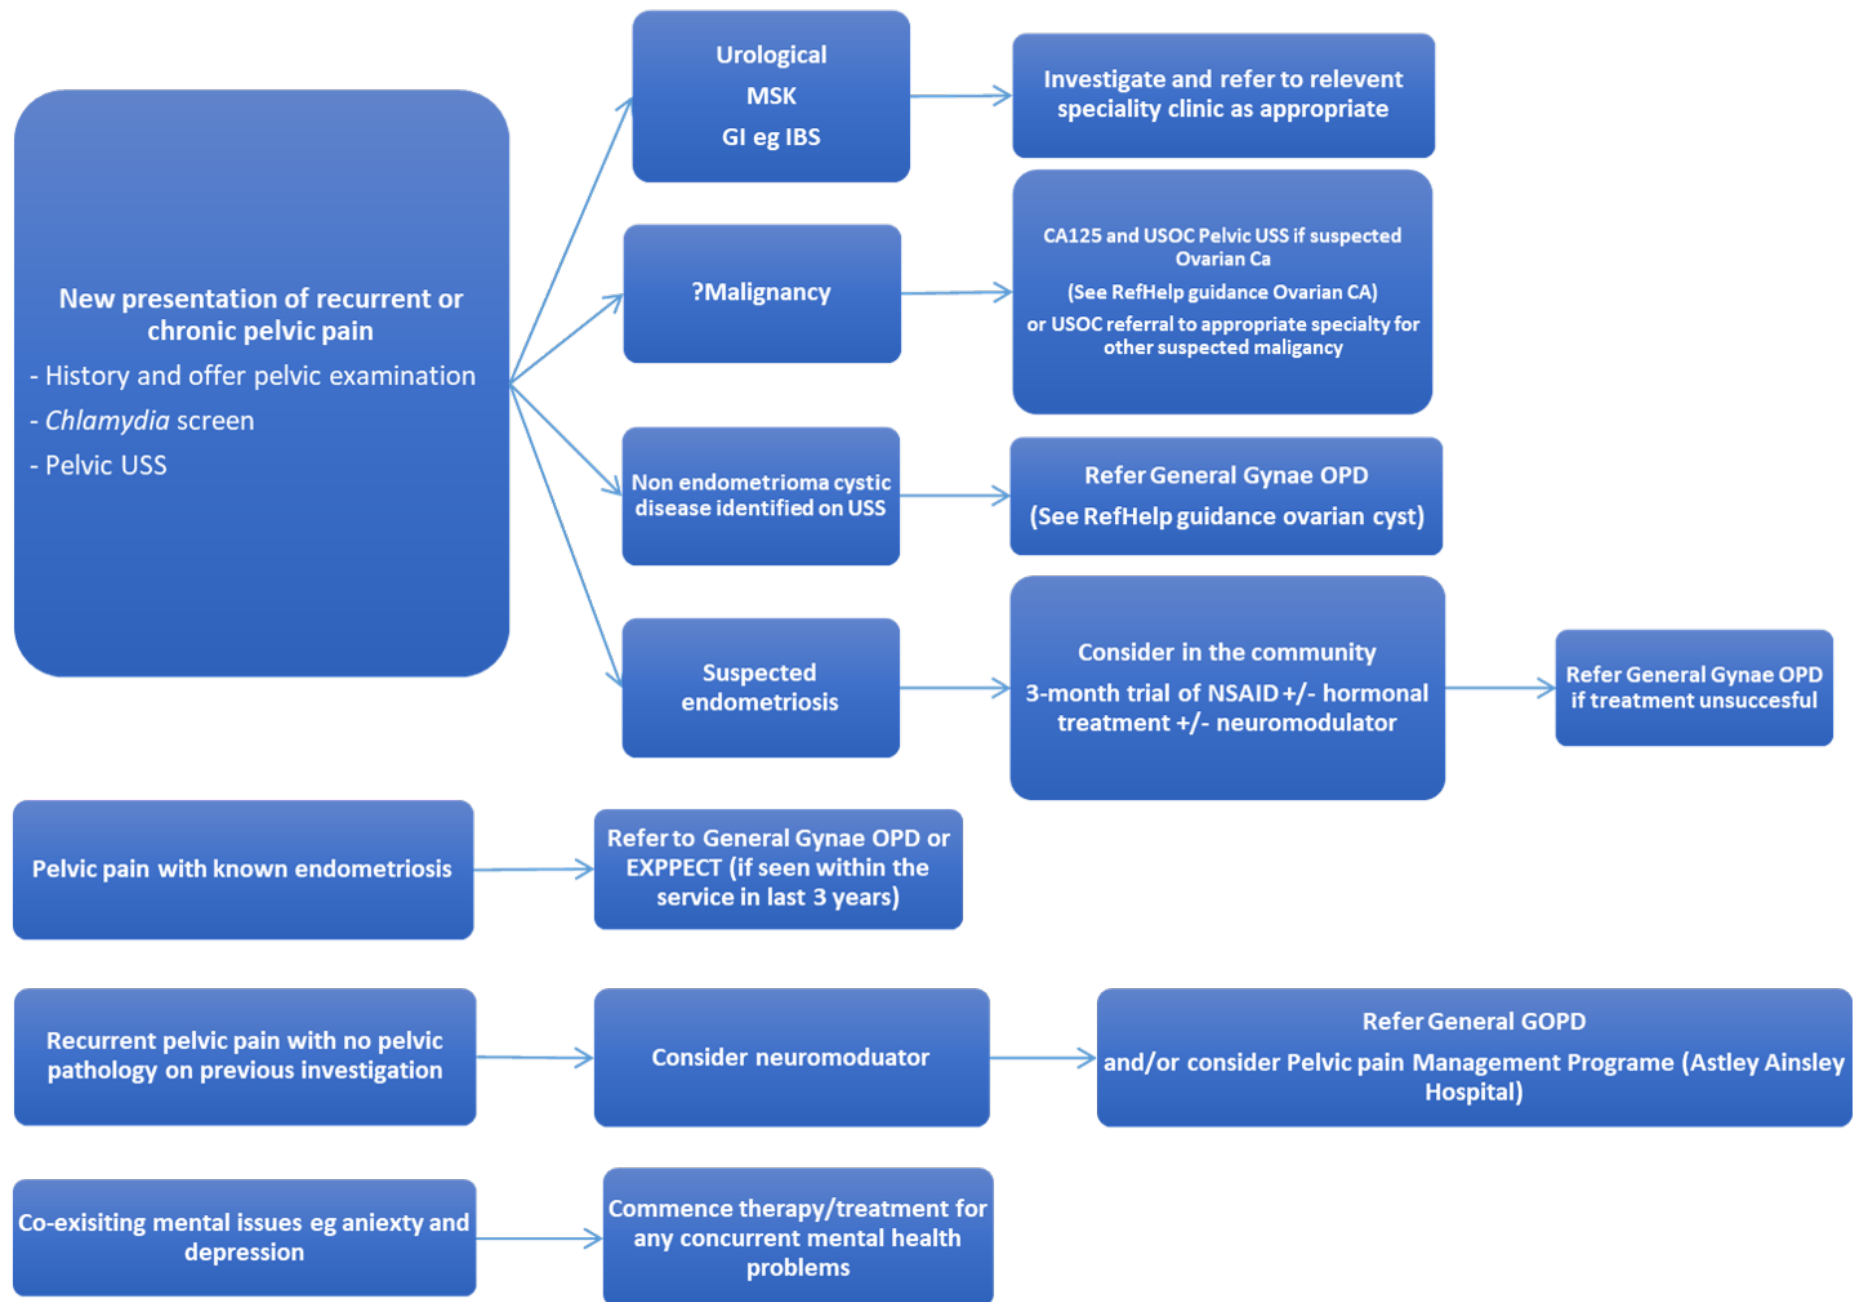 New presentation of recurrent or
chronic pelvic pain
- History and offer pelvic examination
- Chlamydia screen
- Pelvic USS
Urological
MSK
GI eg IBS
Investigate and refer to relevent
speciality clinic as appropriate
?Malignancy
CA125 and USOC Pelvic USS if suspected
Ovarian Ca
(See RefHelp guidance Ovarian CA)
or USOC referral to appropriate specialty for
other suspected maligancy
Non endometrioma cystic
disease identified on USS
Refer General Gynae OPD
(See RefHelp guidance ovarian cyst)
Suspected
endometriosis
Consider in the community
3-month trial of NSAID +/- hormonal
treatment +/- neuromodulator
Refer General Gynae OPD
if treatment unsuccesful
Pelvic pain with known endometriosis
Refer to General Gynae OPD or
EXPPECT (if seen within the
service in last 3 years)
Recurrent pelvic pain with no pelvic
pathology on previous investigation
Consider neuromoduator
Refer General GOPD
and/or consider Pelvic pain Management Programe (Astley Ainsley
Hospital)
Co-exisiting mental issues eg aniexty and
depression
Commence therapy/treatment for
any concurrent mental health
problems